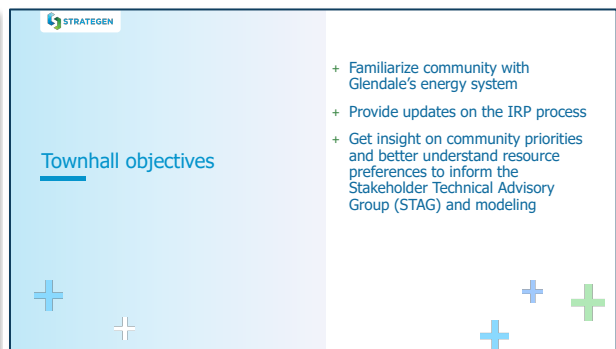 STRATEGEN
Townhall objectives
+ Familiarize community with
Glendale's energy system
+ Provide updates on the IRP process
+ Get insight on community priorities
and better understand resource
preferences to inform the
Stakeholder Technical Advisory
Group (STAG) and modeling